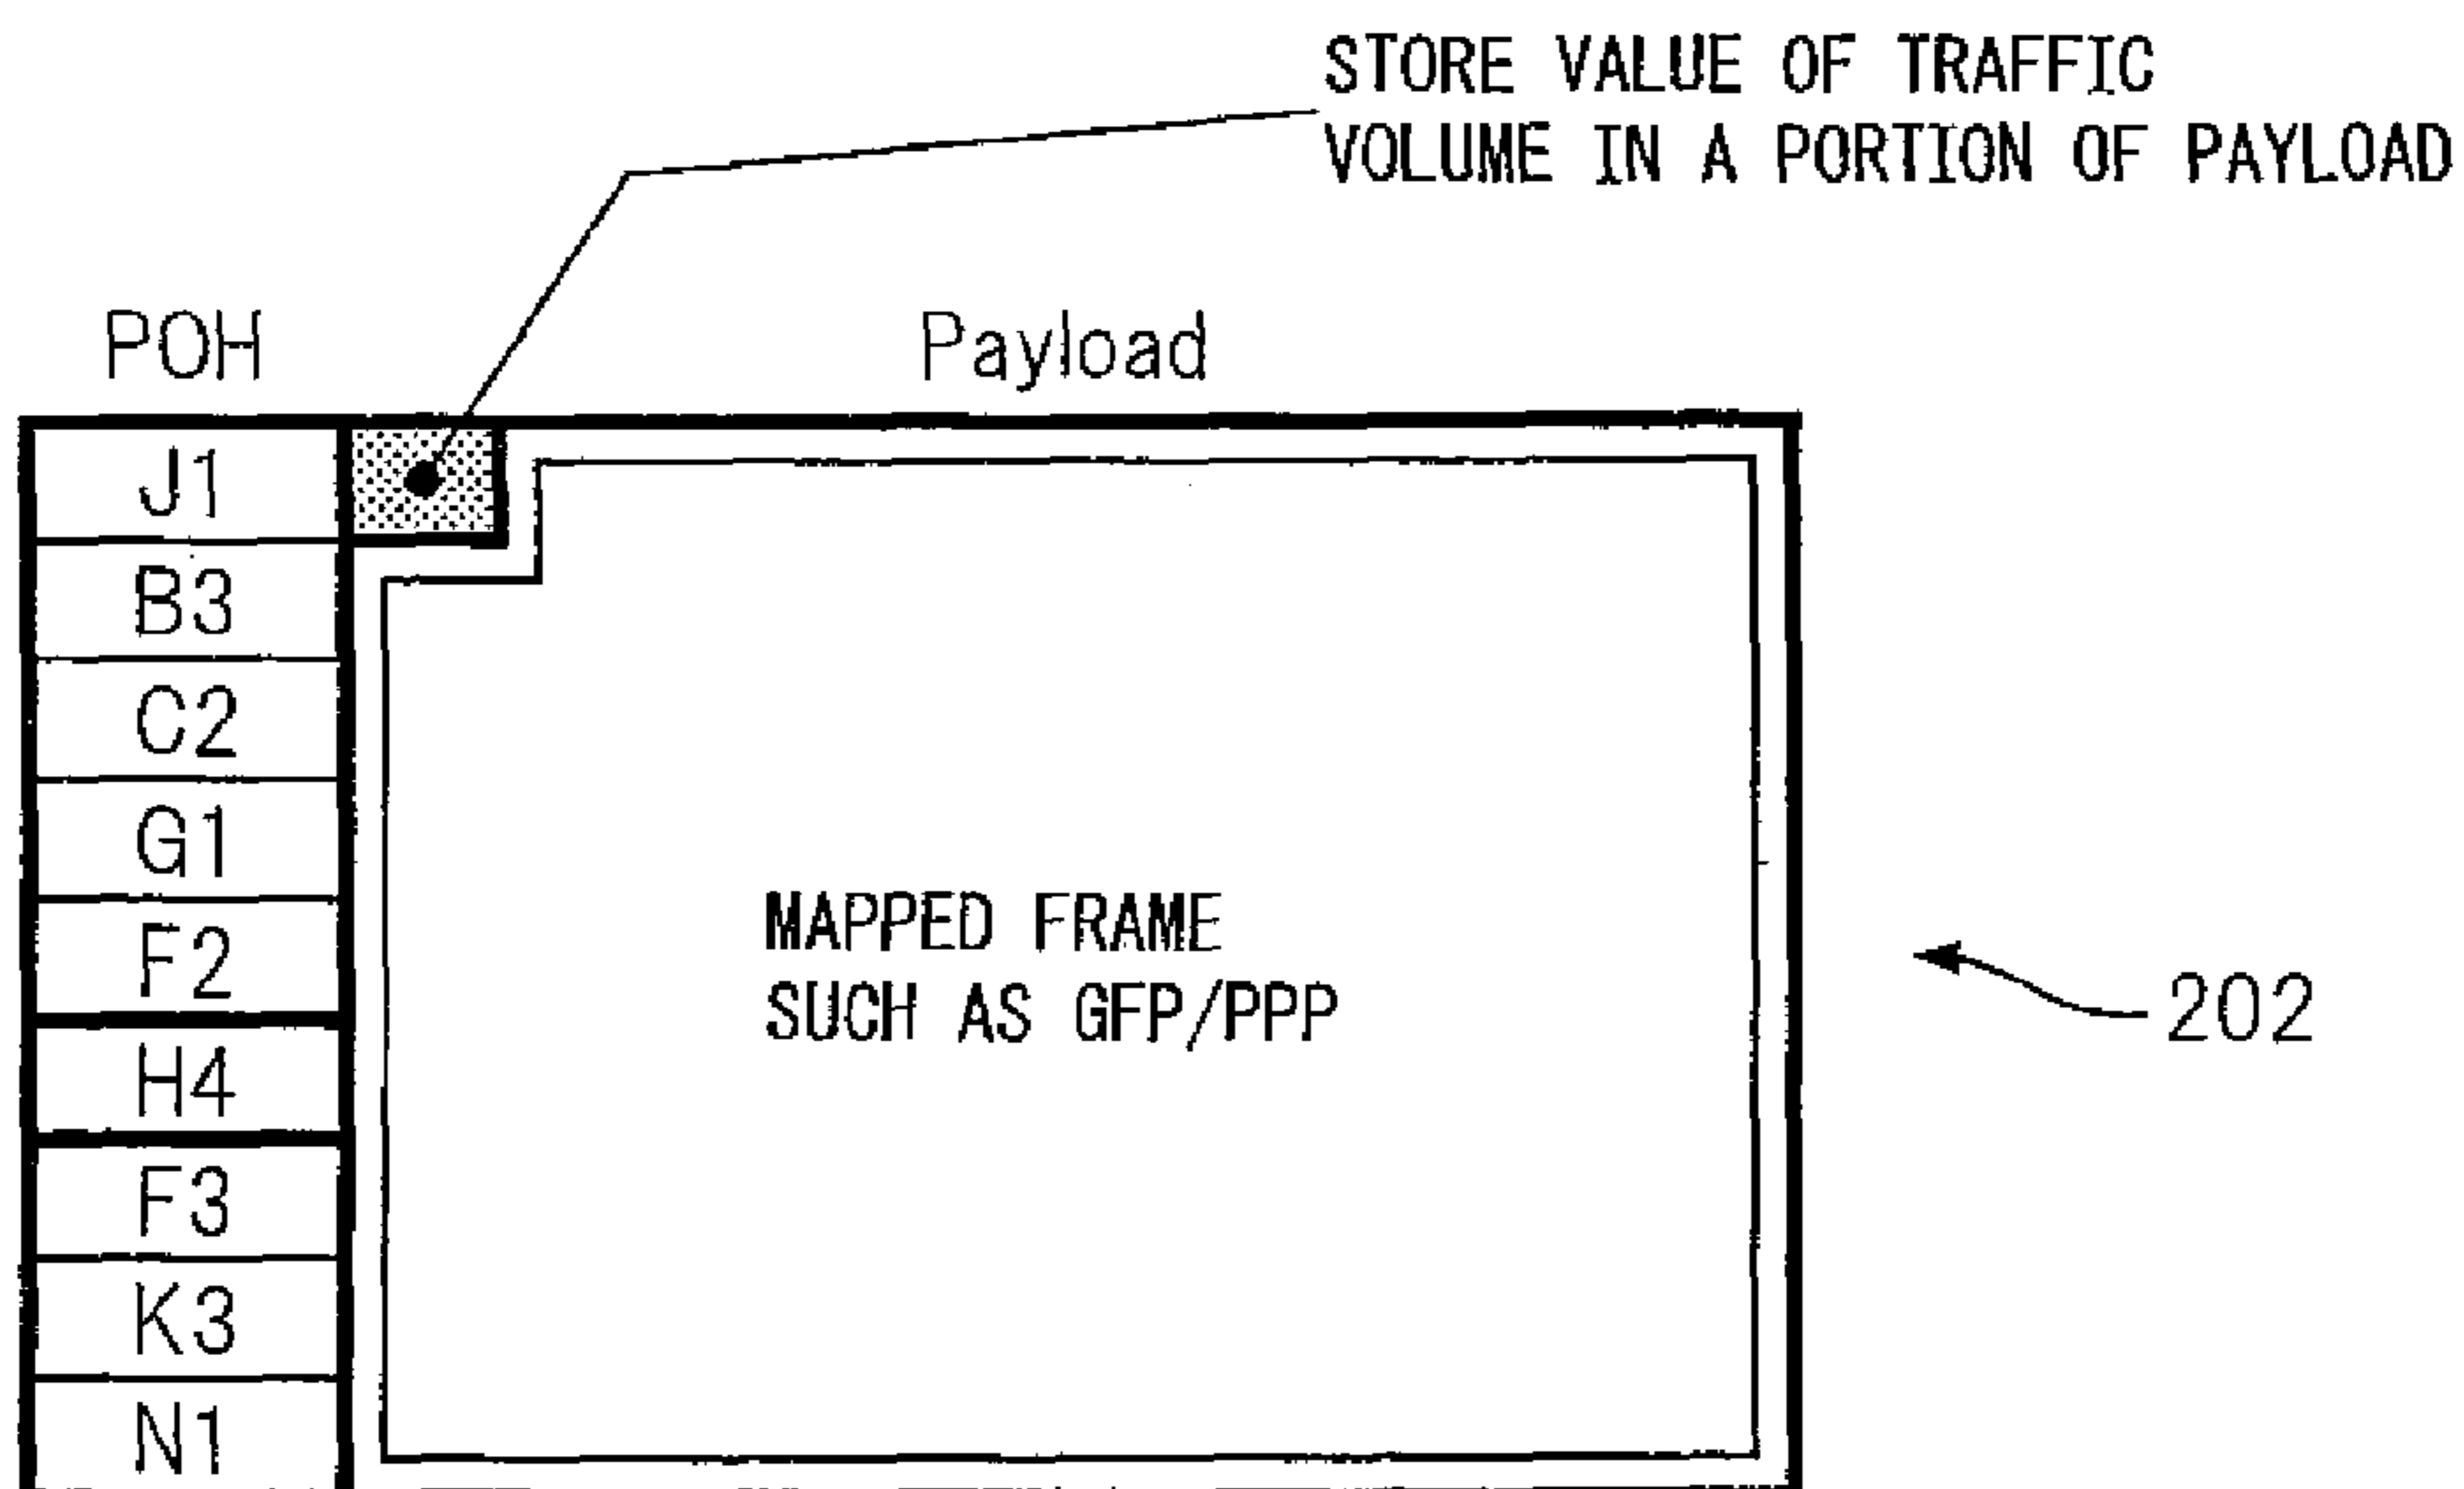 STORE VALUE OF TRAFFIC
VOLUME IN A PORTION OF PAYLOAD
POH
Payload
J1
B3
C2
G1
F2
H4
F3
K3
N1
MAPPED FRAME
SUCH AS GFP/PPP
202